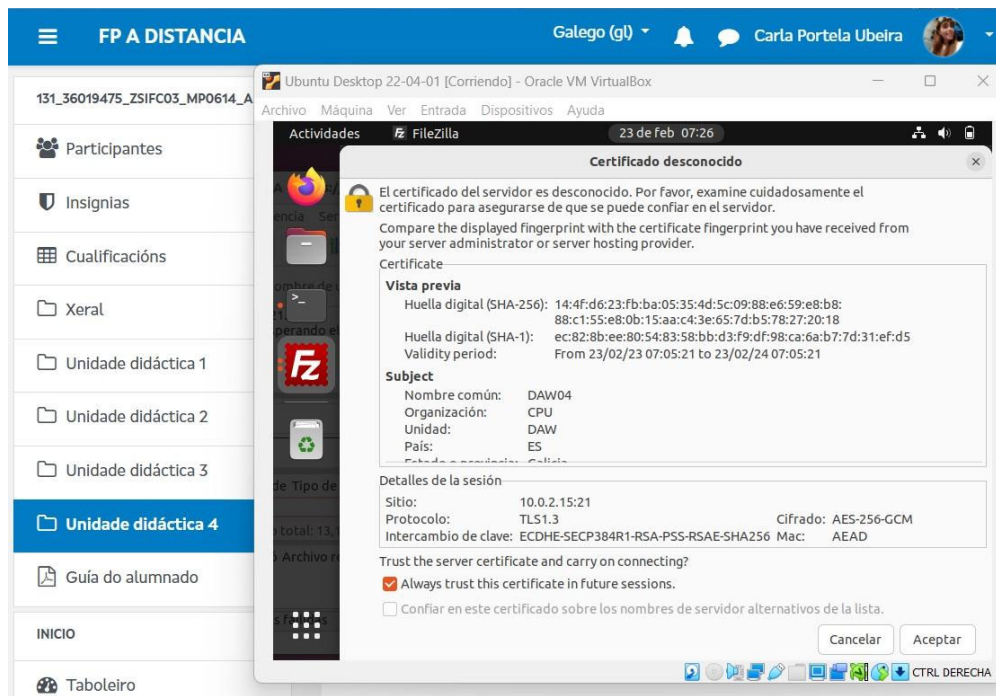 FP A DISTANCIA
Galego (gl)
Carla Portela Ubeira
131_36019475_ZSIFC03_MP0614_A
Participantes
Insignias
Cualificacións
Xeral
Unidade didáctica 1
Unidade didáctica 2
Unidade didáctica 3
Unidade didáctica 4
Guía do alumnado
INICIO
Taboleiro
Ubuntu Desktop 22-04-01 [Corriendo] - Oracle VM VirtualBox
Archivo Máquina Ver Entrada Dispositivos Ayuda
Actividades FileZilla 23 de feb 07:26
Certificado desconocido
El certificado del servidor es desconocido. Por favor, examine cuidadosamente el
certificado para asegurarse de que se puede confiar en el servidor.
Compare the displayed fingerprint with the certificate fingerprint you have received from
your server administrator or server hosting provider.
Certificate
Vista previa
Huella digital (SHA-256): 14:4f:d6:23:fb:ba:05:35:4d:5c:09:88:e6:59:e8:b8:
88:c1:55:e8:0b:15:aa:c4:3e:65:7d:b5:78:27:20:18
Huella digital (SHA-1): ec:82:8b:ee:80:54:83:58:bb:d3:f9:df:98:ca:6a:b7:7d:31:ef:d5
Validity period: From 23/02/23 07:05:21 to 23/02/24 07:05:21
Subject
Nombre común: DAW04
Organización: CPU
Unidad: DAW
País: ES
Estado o provincia: Galicia
Detalles de la sesión
Sitio: 10.0.2.15:21
Protocolo: TLS1.3 Cifrado: AES-256-GCM
Intercambio de clave: ECDHE-SECP384R1-RSA-PSS-RSAE-SHA256 Mac: AEAD
Trust the server certificate and carry on connecting?
Always trust this certificate in future sessions.
Confiar en este certificado sobre los nombres de servidor alternativos de la lista.
Cancelar Aceptar
CTRL DERECHA